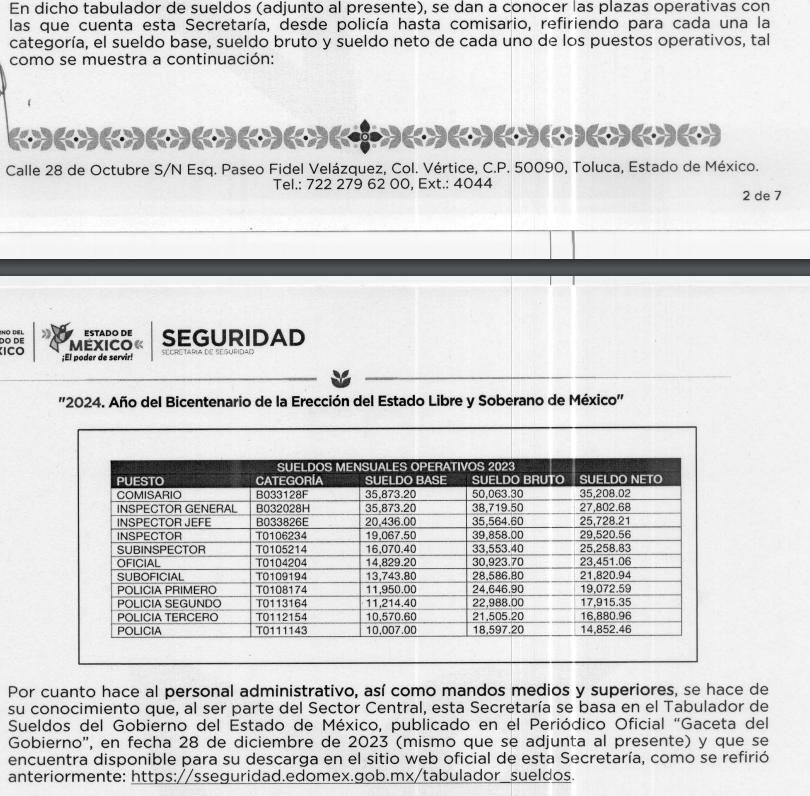 En dicho tabulador de sueldos (adjunto al presente), se dan a conocer las plazas operativas con
las que cuenta esta Secretaría, desde policía hasta comisario, refiriendo para cada una la
categoría, el sueldo base, sueldo bruto y sueldo neto de cada uno de los puestos operativos, tal
como se muestra a continuación:
Calle 28 de Octubre S/N Esq. Paseo Fidel Velázquez, Col. Vértice, C.P. 50090, Toluca, Estado de México.
Tel.: 722 279 62 00, Ext.: 4044
2 de 7
ESTADO DE
MÉXICO
¡El poder de servir!
SEGURIDAD
SECRETARÍA DE SEGURIDAD
"2024. Año del Bicentenario de la Erección del Estado Libre y Soberano de México"
SUELDOS MENSUALES OPERATIVOS 2023
PUESTO CATEGORÍA SUELDO BASE SUELDO BRUTO SUELDO NETO
COMISARIO B033128F 35,873.20 50,063.30 35,208.02
INSPECTOR GENERAL B032028H 35,873.20 38,719.50 27,802.68
INSPECTOR JEFE B033826E 20,436.00 35,564.60 25,728.21
INSPECTOR T0106234 19,067.50 39,858.00 29,520.56
SUBINSPECTOR T0105214 16,070.40 33,553.40 25,258.83
OFICIAL T0104204 14,829.20 30,923.70 23,451.06
SUBOFICIAL T0109194 13,743.80 28,586.80 21,820.94
POLICIA PRIMERO T0108174 11,950.00 24,646.90 19,072.59
POLICIA SEGUNDO T0113164 11,214.40 22,988.00 17,915.35
POLICIA TERCERO T0112154 10,570.60 21,505.20 16,880.96
POLICIA T0111143 10,007.00 18,597.20 14,852.46
Por cuanto hace al personal administrativo, así como mandos medios y superiores, se hace de
su conocimiento que, al ser parte del Sector Central, esta Secretaría se basa en el Tabulador de
Sueldos del Gobierno del Estado de México, publicado en el Periódico Oficial "Gaceta del
Gobierno", en fecha 28 de diciembre de 2023 (mismo que se adjunta al presente) y que se
encuentra disponible para su descarga en el sitio web oficial de esta Secretaría, como se refirió
anteriormente: https://sseguridad.edomex.gob.mx/tabulador_sueldos.